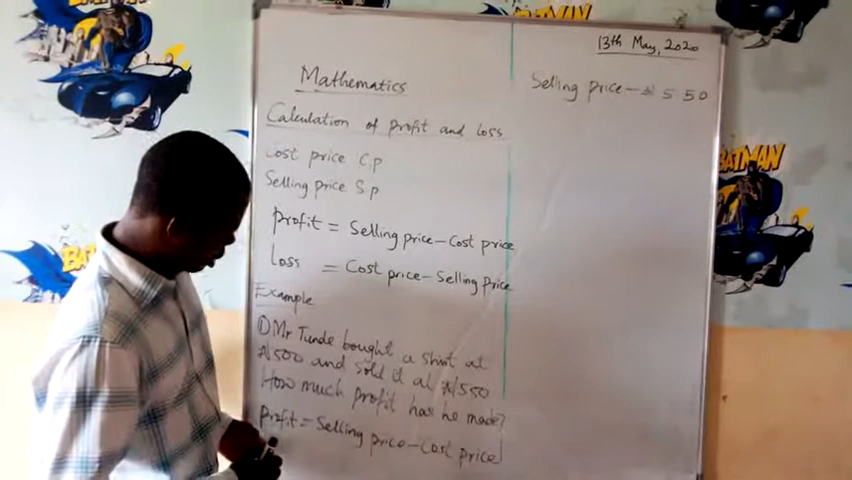 BATMAN
13th May, 2020
Mathematics
Selling price - ₦ 550
Calculation of profit and loss
Cost price C.p
Selling price S.p
Profit = Selling price - Cost price
Loss = Cost price - Selling price
Example
① Mr Tunde bought a shirt at
₦500 and sold it at ₦550
How much profit has he made?
Profit = Selling price - Cost price
BATMAN